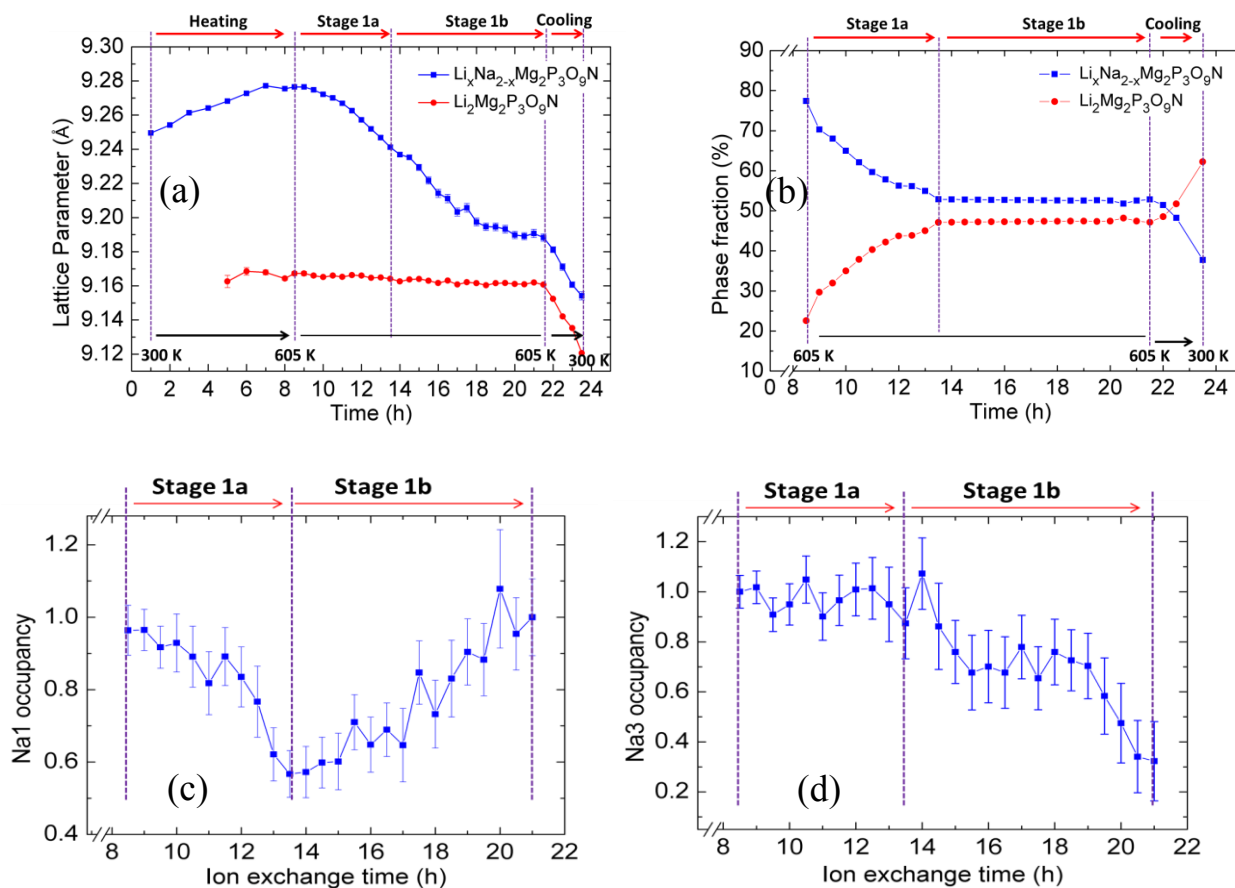 (a)
Heating Stage 1a Stage 1b Cooling
9.30
9.28
9.26
9.24
9.22
9.20
9.18
9.16
9.14
9.12
Lattice Parameter (Å)
LiₓNa₂₋ₓMg₂P₃O₉N
Li₂Mg₂P₃O₉N
300 K 605 K 605 K 300 K
0 2 4 6 8 10 12 14 16 18 20 22 24
Time (h)
(b)
Stage 1a Stage 1b Cooling
90
80
70
60
50
40
30
20
10
Phase fraction (%)
LiₓNa₂₋ₓMg₂P₃O₉N
Li₂Mg₂P₃O₉N
605 K 605 K 300 K
0 8 10 12 14 16 18 20 22 24
Time (h)
(c)
Stage 1a Stage 1b
1.2
1.0
0.8
0.6
0.4
Na1 occupancy
8 10 12 14 16 18 20 22
Ion exchange time (h)
(d)
Stage 1a Stage 1b
1.2
1.0
0.8
0.6
0.4
0.2
Na3 occupancy
8 10 12 14 16 18 20 22
Ion exchange time (h)